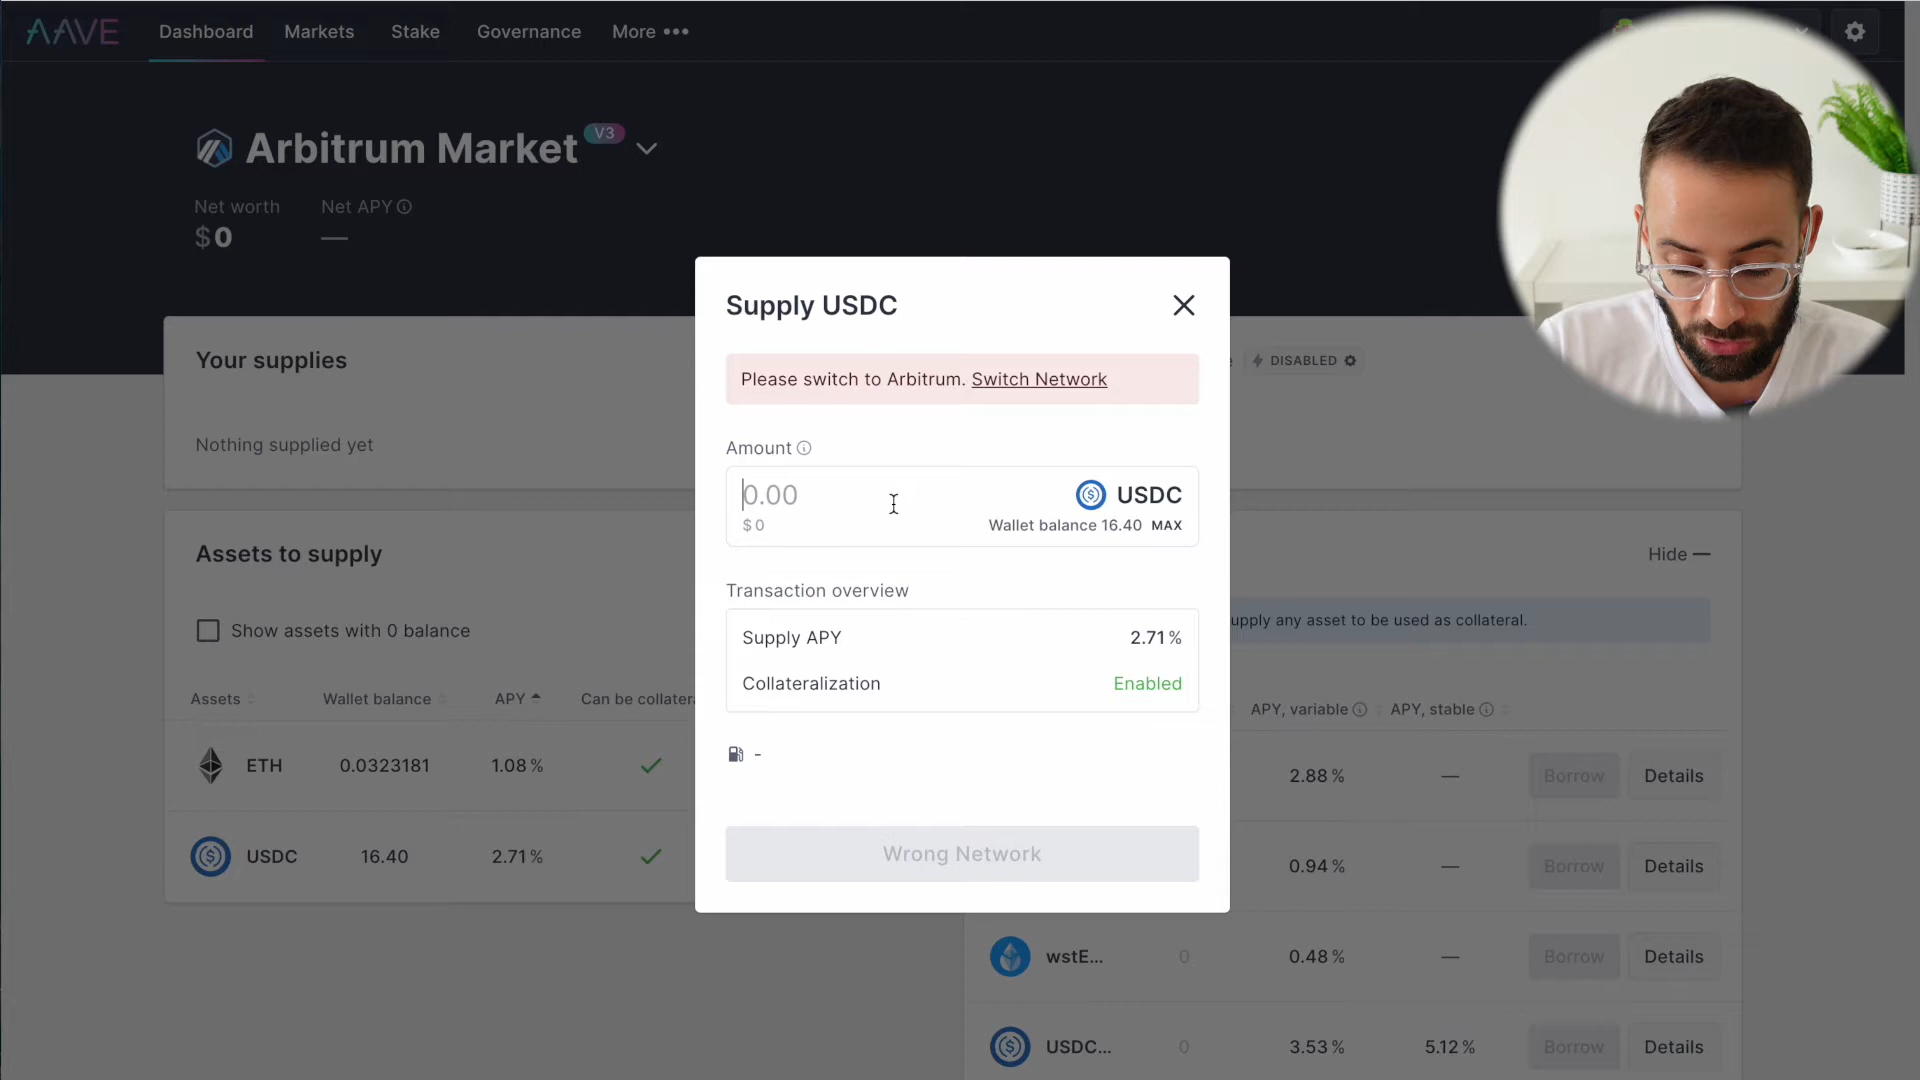 AAVE Dashboard Markets Stake Governance More •••
Arbitrum Market V3
Net worth Net APY
$0 —
Supply USDC
Please switch to Arbitrum. Switch Network
Amount
0.00 USDC
$0 Wallet balance 16.40 MAX
Transaction overview
Supply APY 2.71%
Collateralization Enabled
-
Wrong Network
Your supplies
Nothing supplied yet
DISABLED
Assets to supply
Hide —
Show assets with 0 balance
upply any asset to be used as collateral.
Assets Wallet balance APY Can be collatera
ETH 0.0323181 1.08%
USDC 16.40 2.71%
APY, variable APY, stable
2.88% — Borrow Details
0.94% — Borrow Details
wstE... 0 0.48% — Borrow Details
USDC... 0 3.53% 5.12% Borrow Details